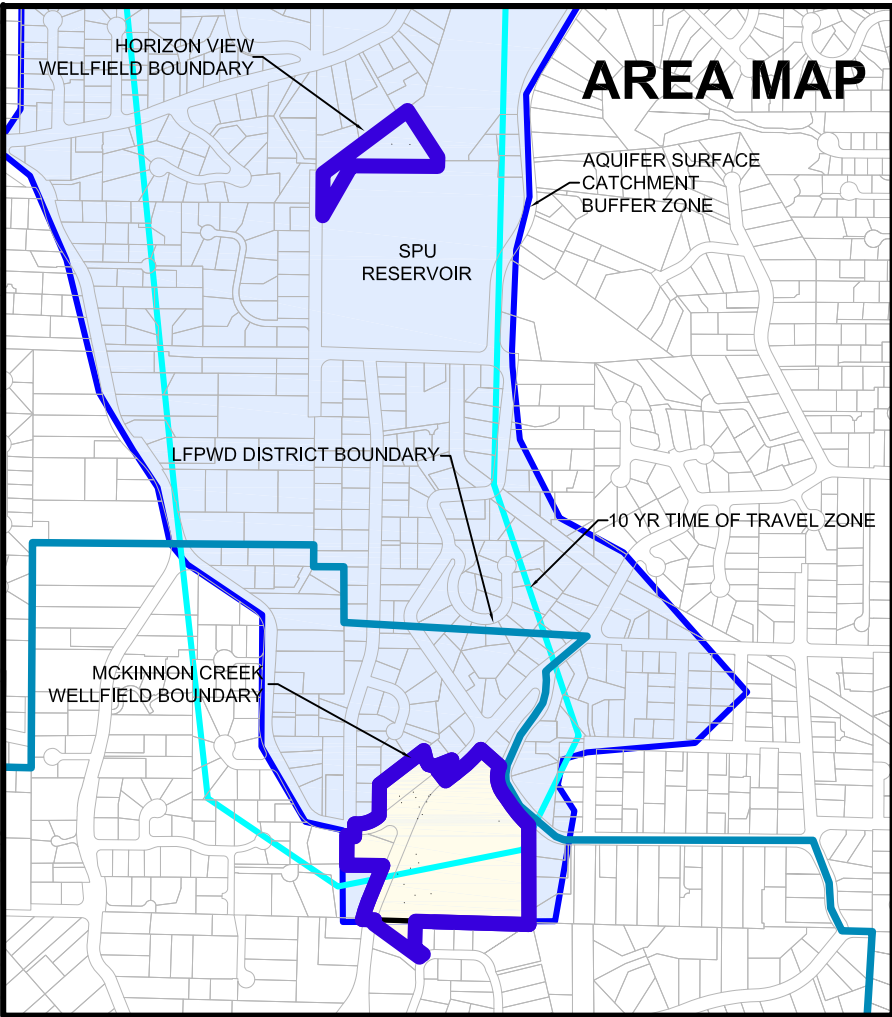 AREA MAP
HORIZON VIEW
WELLFIELD BOUNDARY
AQUIFER SURFACE
CATCHMENT
BUFFER ZONE
SPU
RESERVOIR
LFPWD DISTRICT BOUNDARY
10 YR TIME OF TRAVEL ZONE
MCKINNON CREEK
WELLFIELD BOUNDARY